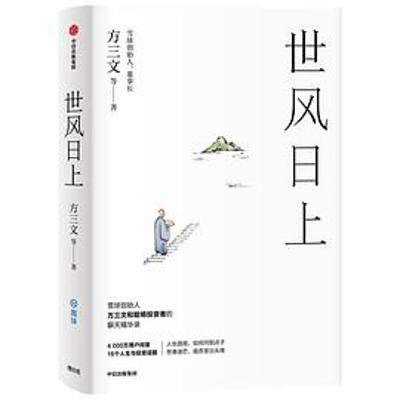 中信出版集团
世风日上
方三文
等——著
雪球
雪球创始人、董事长
方三文
等——著
世风日上
雪球创始人
方三文和聪明投资者的
聊天精华录
中信出版集团